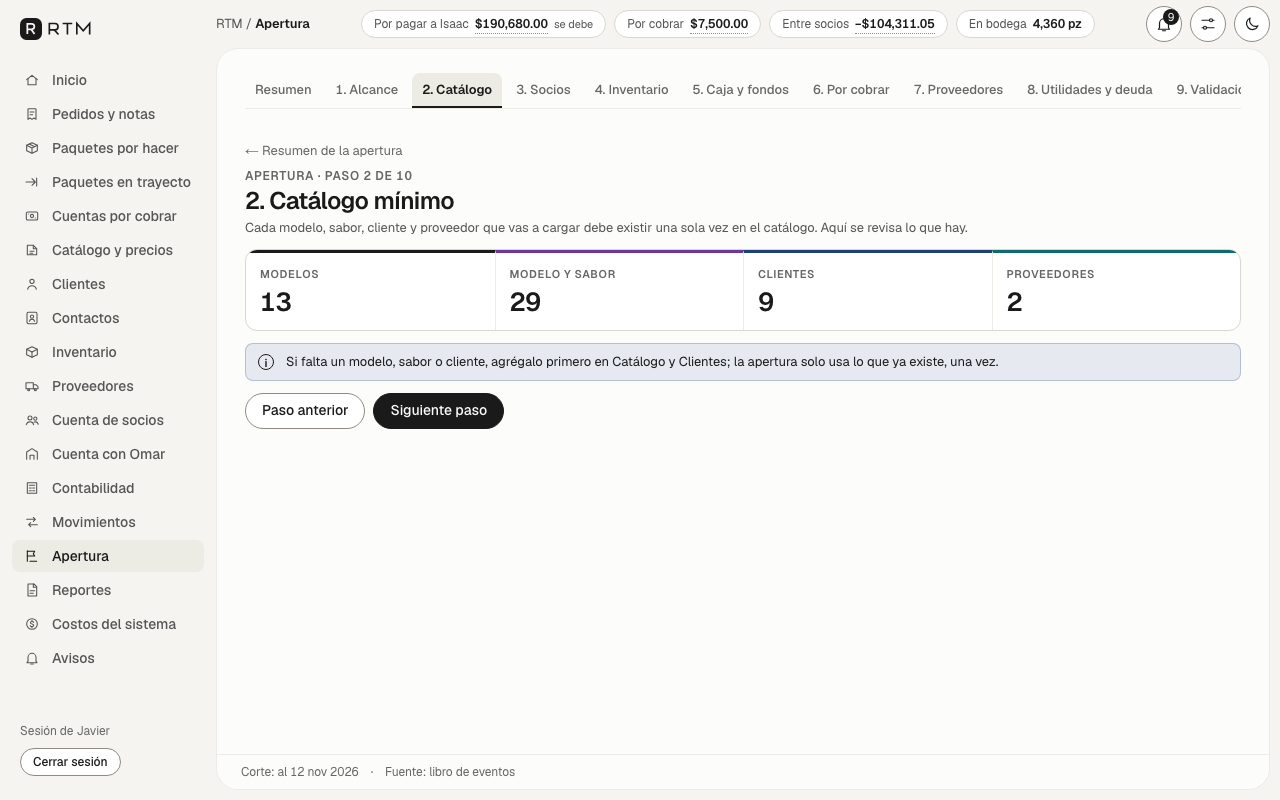 R RTM
RTM / Apertura
Por pagar a Isaac $190,680.00 se debe
Por cobrar $7,500.00
Entre socios −$104,311.05
En bodega 4,360 pz
9
Inicio
Pedidos y notas
Paquetes por hacer
Paquetes en trayecto
Cuentas por cobrar
Catálogo y precios
Clientes
Contactos
Inventario
Proveedores
Cuenta de socios
Cuenta con Omar
Contabilidad
Movimientos
Apertura
Reportes
Costos del sistema
Avisos
Sesión de Javier
Cerrar sesión
Resumen
1. Alcance
2. Catálogo
3. Socios
4. Inventario
5. Caja y fondos
6. Por cobrar
7. Proveedores
8. Utilidades y deuda
9. Validació
← Resumen de la apertura
APERTURA · PASO 2 DE 10
2. Catálogo mínimo
Cada modelo, sabor, cliente y proveedor que vas a cargar debe existir una sola vez en el catálogo. Aquí se revisa lo que hay.
MODELOS
13
MODELO Y SABOR
29
CLIENTES
9
PROVEEDORES
2
Si falta un modelo, sabor o cliente, agrégalo primero en Catálogo y Clientes; la apertura solo usa lo que ya existe, una vez.
Paso anterior
Siguiente paso
Corte: al 12 nov 2026 · Fuente: libro de eventos